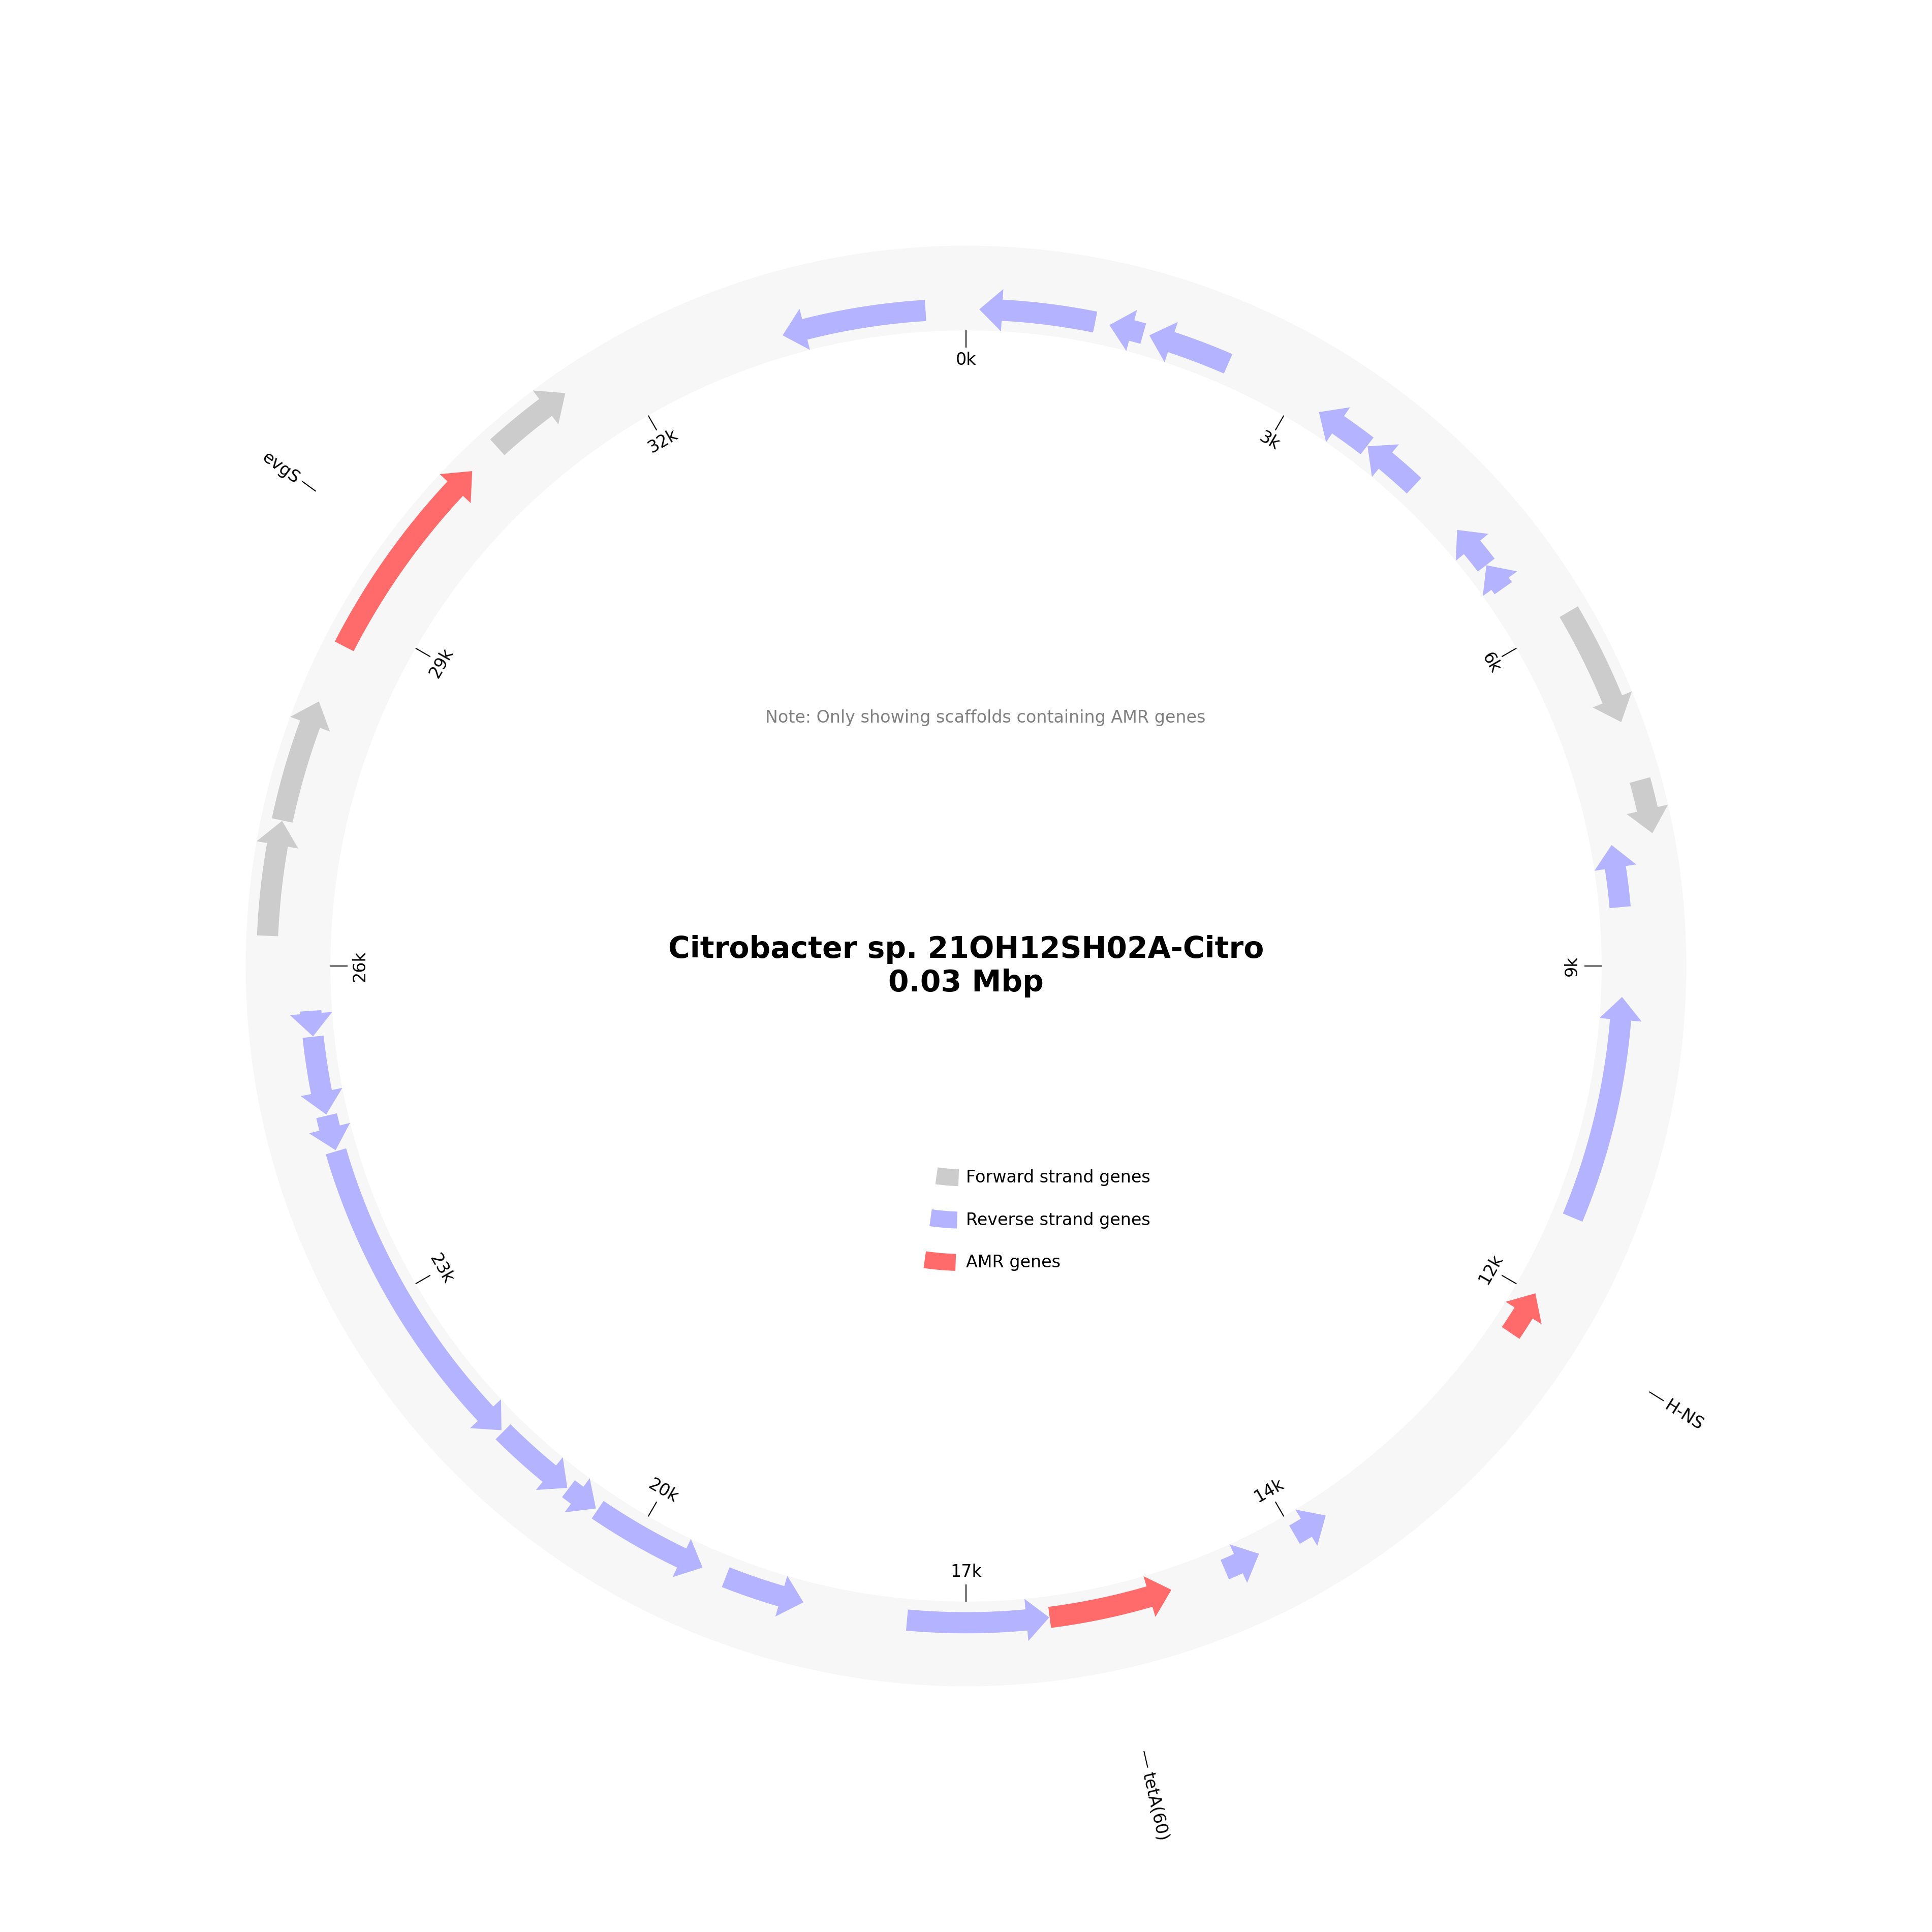 0k
32k
3k
evgS
29k
6k
Note: Only showing scaffolds containing AMR genes
Citrobacter sp. 21OH12SH02A-Citro
0.03 Mbp
26k
9k
Forward strand genes
Reverse strand genes
AMR genes
23k
12k
H-NS
20k
14k
17k
tetA(60)